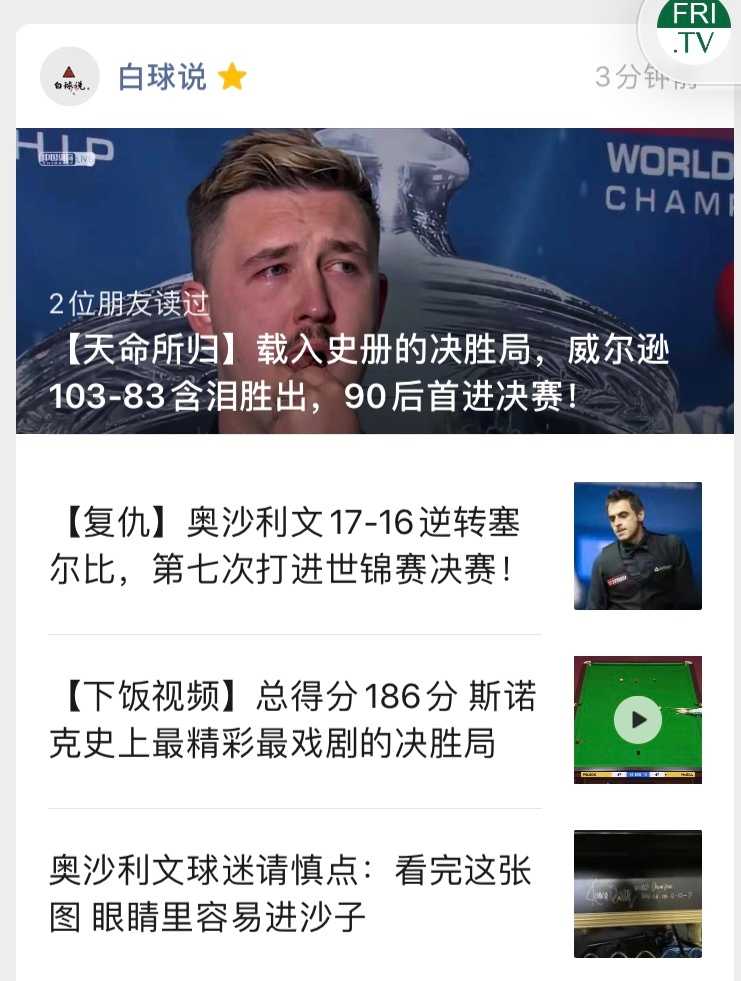 FRI
.TV
白球说
白球说
3分钟前
HIP
LIVE
WORLD
CHAM
2位朋友读过
【天命所归】载入史册的决胜局，威尔逊
103-83含泪胜出，90后首进决赛！
【复仇】奥沙利文17-16逆转塞
尔比，第七次打进世锦赛决赛！
【下饭视频】总得分186分 斯诺
克史上最精彩最戏剧的决胜局
奥沙利文球迷请慎点：看完这张
图 眼睛里容易进沙子